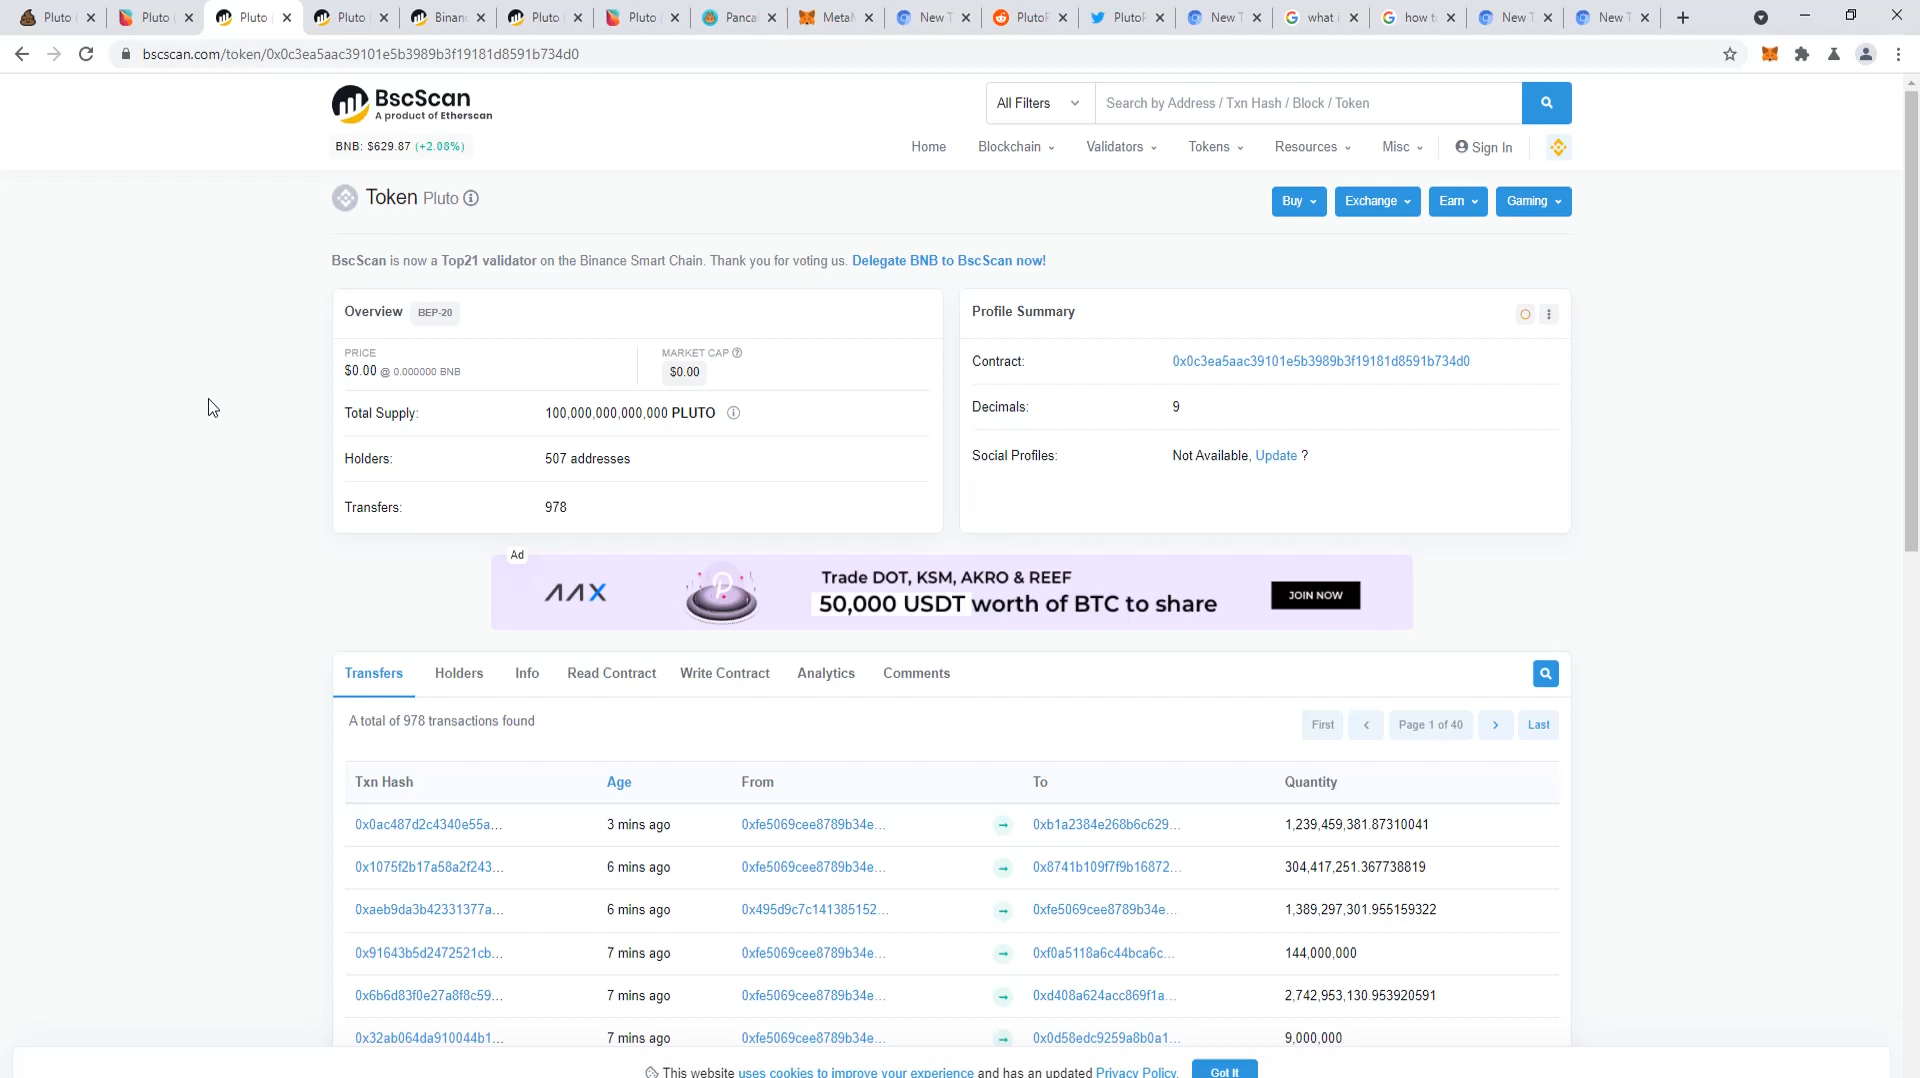 Pluto
Pluto
Pluto
Pluto
Binan
Pluto
Pluto
Panca
MetaM
New T
PlutoP
PlutoP
New T
what i
how t
New T
New T
bscscan.com/token/0x0c3ea5aac39101e5b3989b3f19181d8591b734d0
BscScan
A product of Etherscan
All Filters
Search by Address / Txn Hash / Block / Token
BNB: $629.87 (+2.08%)
Home Blockchain Validators Tokens Resources Misc Sign In
Token Pluto
Buy Exchange Earn Gaming
BscScan is now a Top21 validator on the Binance Smart Chain. Thank you for voting us. Delegate BNB to BscScan now!
Overview BEP-20
PRICE
$0.00 @ 0.000000 BNB
MARKET CAP
$0.00
Total Supply: 100,000,000,000,000 PLUTO
Holders: 507 addresses
Transfers: 978
Profile Summary
Contract: 0x0c3ea5aac39101e5b3989b3f19181d8591b734d0
Decimals: 9
Social Profiles: Not Available, Update ?
Ad
AAX
Trade DOT, KSM, AKRO & REEF
50,000 USDT worth of BTC to share
JOIN NOW
Transfers Holders Info Read Contract Write Contract Analytics Comments
A total of 978 transactions found
First Page 1 of 40 Last
Txn Hash Age From To Quantity
0x0ac487d2c4340e55a... 3 mins ago 0xfe5069cee8789b34e... 0xb1a2384e268b6c629... 1,239,459,381.87310041
0x1075f2b17a58a2f243... 6 mins ago 0xfe5069cee8789b34e... 0x8741b109f7f9b16872... 304,417,251.367738819
0xaeb9da3b42331377a... 6 mins ago 0x495d9c7c141385152... 0xfe5069cee8789b34e... 1,389,297,301.955159322
0x91643b5d2472521cb... 7 mins ago 0xfe5069cee8789b34e... 0xf0a5118a6c44bca6c... 144,000,000
0x6b6d83f0e27a8f8c59... 7 mins ago 0xfe5069cee8789b34e... 0xd408a624acc869f1a... 2,742,953,130.953920591
0x32ab064da910044b1... 7 mins ago 0xfe5069cee8789b34e... 0x0d58edc9259a8b0a1... 9,000,000
This website uses cookies to improve your experience and has an updated Privacy Policy. Got It